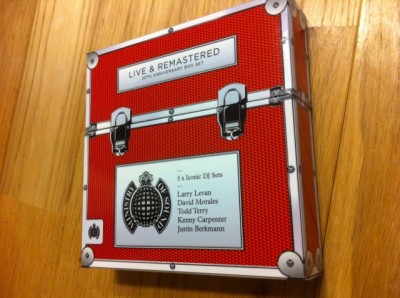 LIVE & REMASTERED
20TH ANNIVERSARY BOX SET
MINISTRY OF SOUND
5 x Iconic DJ Sets
Larry Levan
David Morales
Todd Terry
Kenny Carpenter
Justin Berkmann